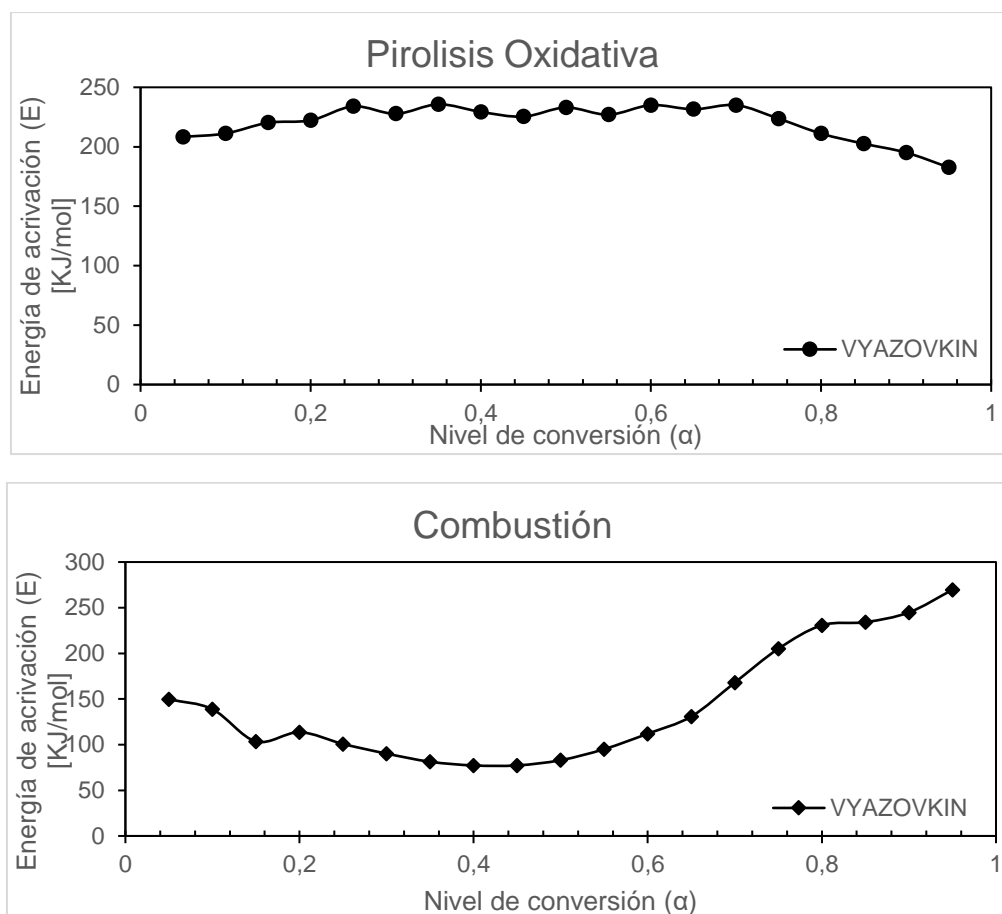 Pirolisis Oxidativa
Energía de acrivación (E)
[KJ/mol]
250
200
150
100
50
0
VYAZOVKIN
0 0,2 0,4 0,6 0,8 1
Nivel de conversión (α)
Combustión
Energía de acrivación (E)
[KJ/mol]
300
250
200
150
100
50
0
VYAZOVKIN
0 0,2 0,4 0,6 0,8 1
Nivel de conversión (α)